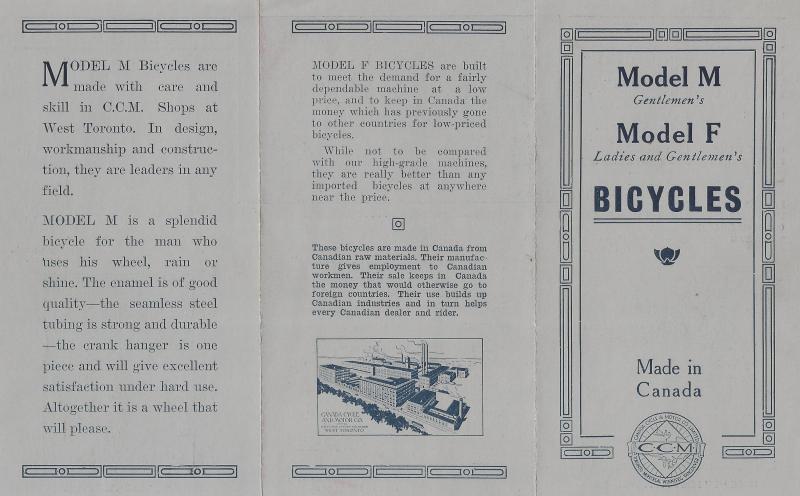 MODEL M Bicycles are
made with care and
skill in C.C.M. Shops at
West Toronto. In design,
workmanship and construc-
tion, they are leaders in any
field.
MODEL M is a splendid
bicycle for the man who
uses his wheel, rain or
shine. The enamel is of good
quality—the seamless steel
tubing is strong and durable
—the crank hanger is one
piece and will give excellent
satisfaction under hard use.
Altogether it is a wheel that
will please.
MODEL F BICYCLES are built
to meet the demand for a fairly
dependable machine at a low
price, and to keep in Canada the
money which has previously gone
to other countries for low-priced
bicycles.
While not to be compared
with our high-grade machines,
they are really better than any
imported bicycles at anywhere
near the price.
These bicycles are made in Canada from
Canadian raw materials. Their manufac-
ture gives employment to Canadian
workmen. Their sale keeps in Canada
the money that would otherwise go to
foreign countries. Their use builds up
Canadian industries and in turn helps
every Canadian dealer and rider.
CANADA CYCLE
AND MOTOR CO.
WEST TORONTO
Model M
Gentlemen's
Model F
Ladies and Gentlemen's
BICYCLES
Made in
Canada
CANADA CYCLE & MOTOR CO. LIMITED
C·C·M